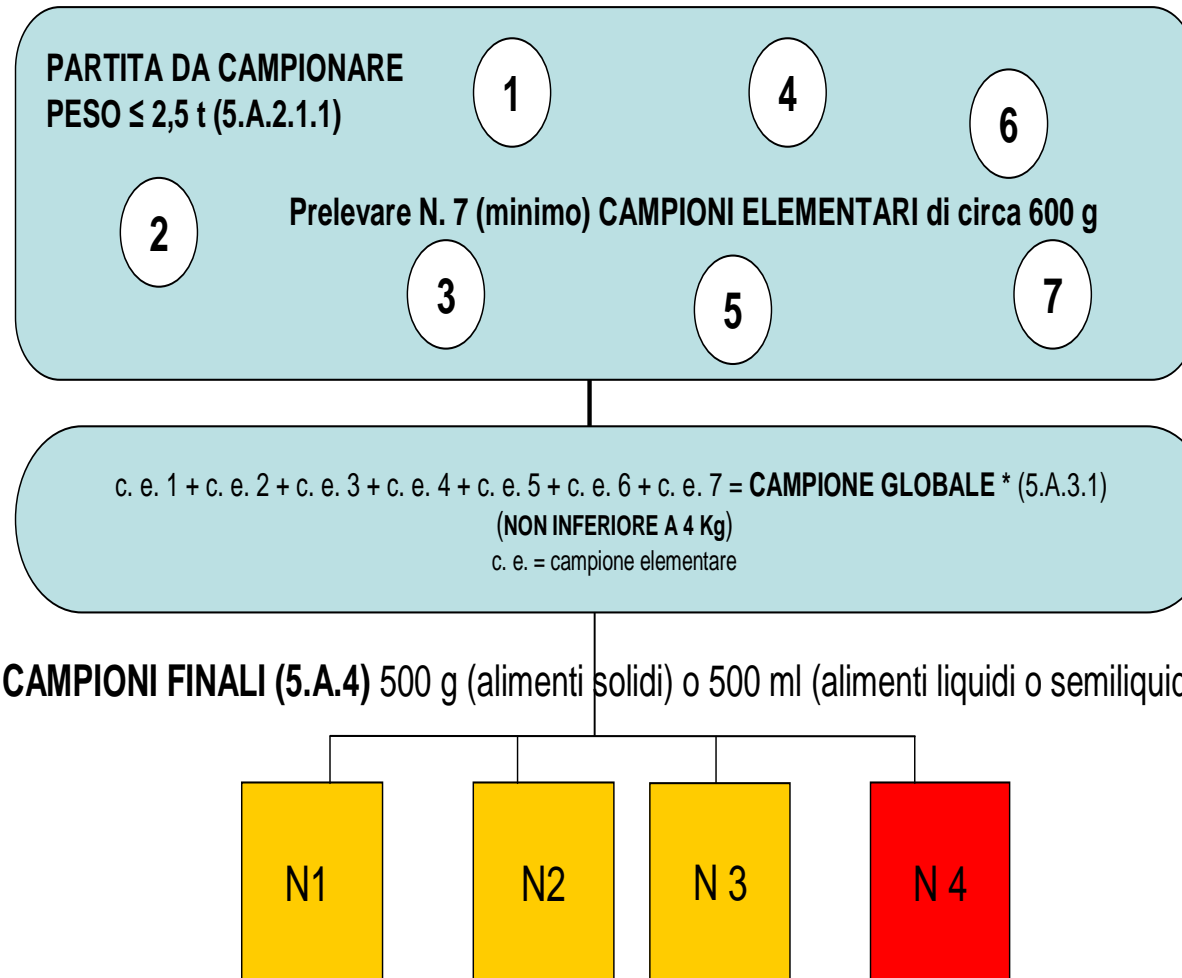 PARTITA DA CAMPIONARE
PESO ≤ 2,5 t (5.A.2.1.1)
1
4
6
2
Prelevare N. 7 (minimo) CAMPIONI ELEMENTARI di circa 600 g
3
5
7
c. e. 1 + c. e. 2 + c. e. 3 + c. e. 4 + c. e. 5 + c. e. 6 + c. e. 7 = CAMPIONE GLOBALE * (5.A.3.1)
(NON INFERIORE A 4 Kg)
c. e. = campione elementare
CAMPIONI FINALI (5.A.4) 500 g (alimenti solidi) o 500 ml (alimenti liquidi o
N1
N2
N 3
N 4